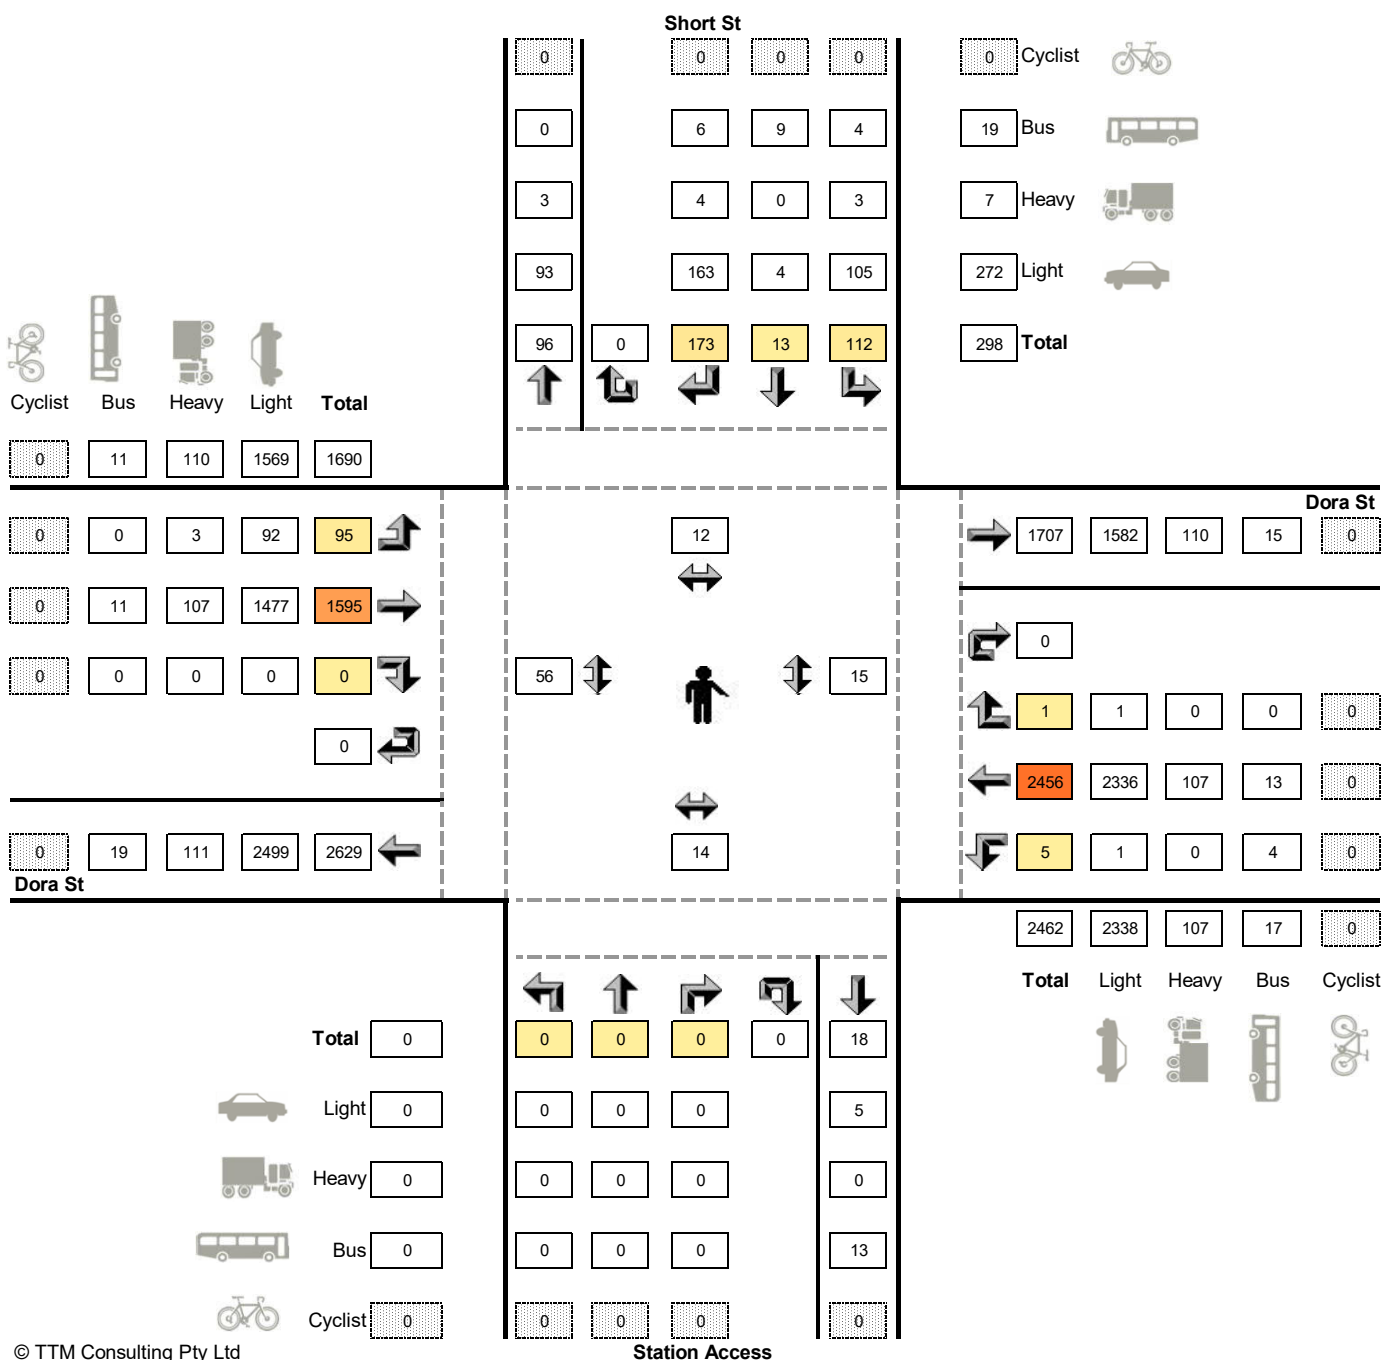 Short St
0 0 0 0 0 Cyclist
0 6 9 4 19 Bus
3 4 0 3 7 Heavy
93 163 4 105 272 Light
96 0 173 13 112 298 Total
Cyclist Bus Heavy Light Total
0 11 110 1569 1690
Dora St
0 0 3 92 95 12 1707 1582 110 15 0
0 11 107 1477 1595
0
0 0 0 0 0 56 15
1 1 0 0 0
0
2456 2336 107 13 0
0 19 111 2499 2629 14 5 1 0 4 0
Dora St
2462 2338 107 17 0
Total Light Heavy Bus Cyclist
Total 0 0 0 0 0 18
Light 0 0 0 0 5
Heavy 0 0 0 0 0
Bus 0 0 0 0 13
Cyclist 0 0 0 0 0
© TTM Consulting Pty Ltd
Station Access